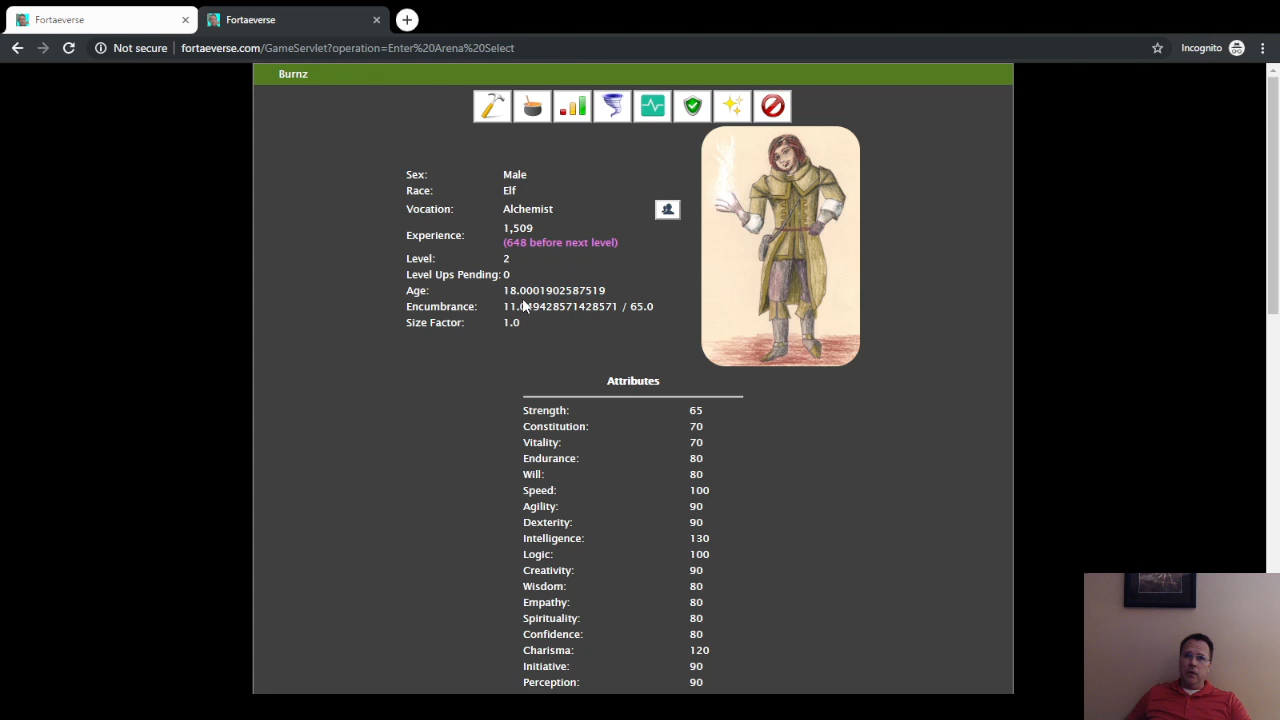 Fortaeverse
Fortaeverse
Not secure fortaeverse.com/GameServlet?operation=Enter%20Arena%20Select Incognito
Burnz
Sex: Male
Race: Elf
Vocation: Alchemist
Experience: 1,509
(648 before next level)
Level: 2
Level Ups Pending: 0
Age: 18.0001902587519
Encumbrance: / 65.0
Size Factor: 1.0
Attributes
Strength: 65
Constitution: 70
Vitality: 70
Endurance: 80
Will: 80
Speed: 100
Agility: 90
Dexterity: 90
Intelligence: 130
Logic: 100
Creativity: 90
Wisdom: 80
Empathy: 80
Spirituality: 80
Confidence: 80
Charisma: 120
Initiative: 90
Perception: 90